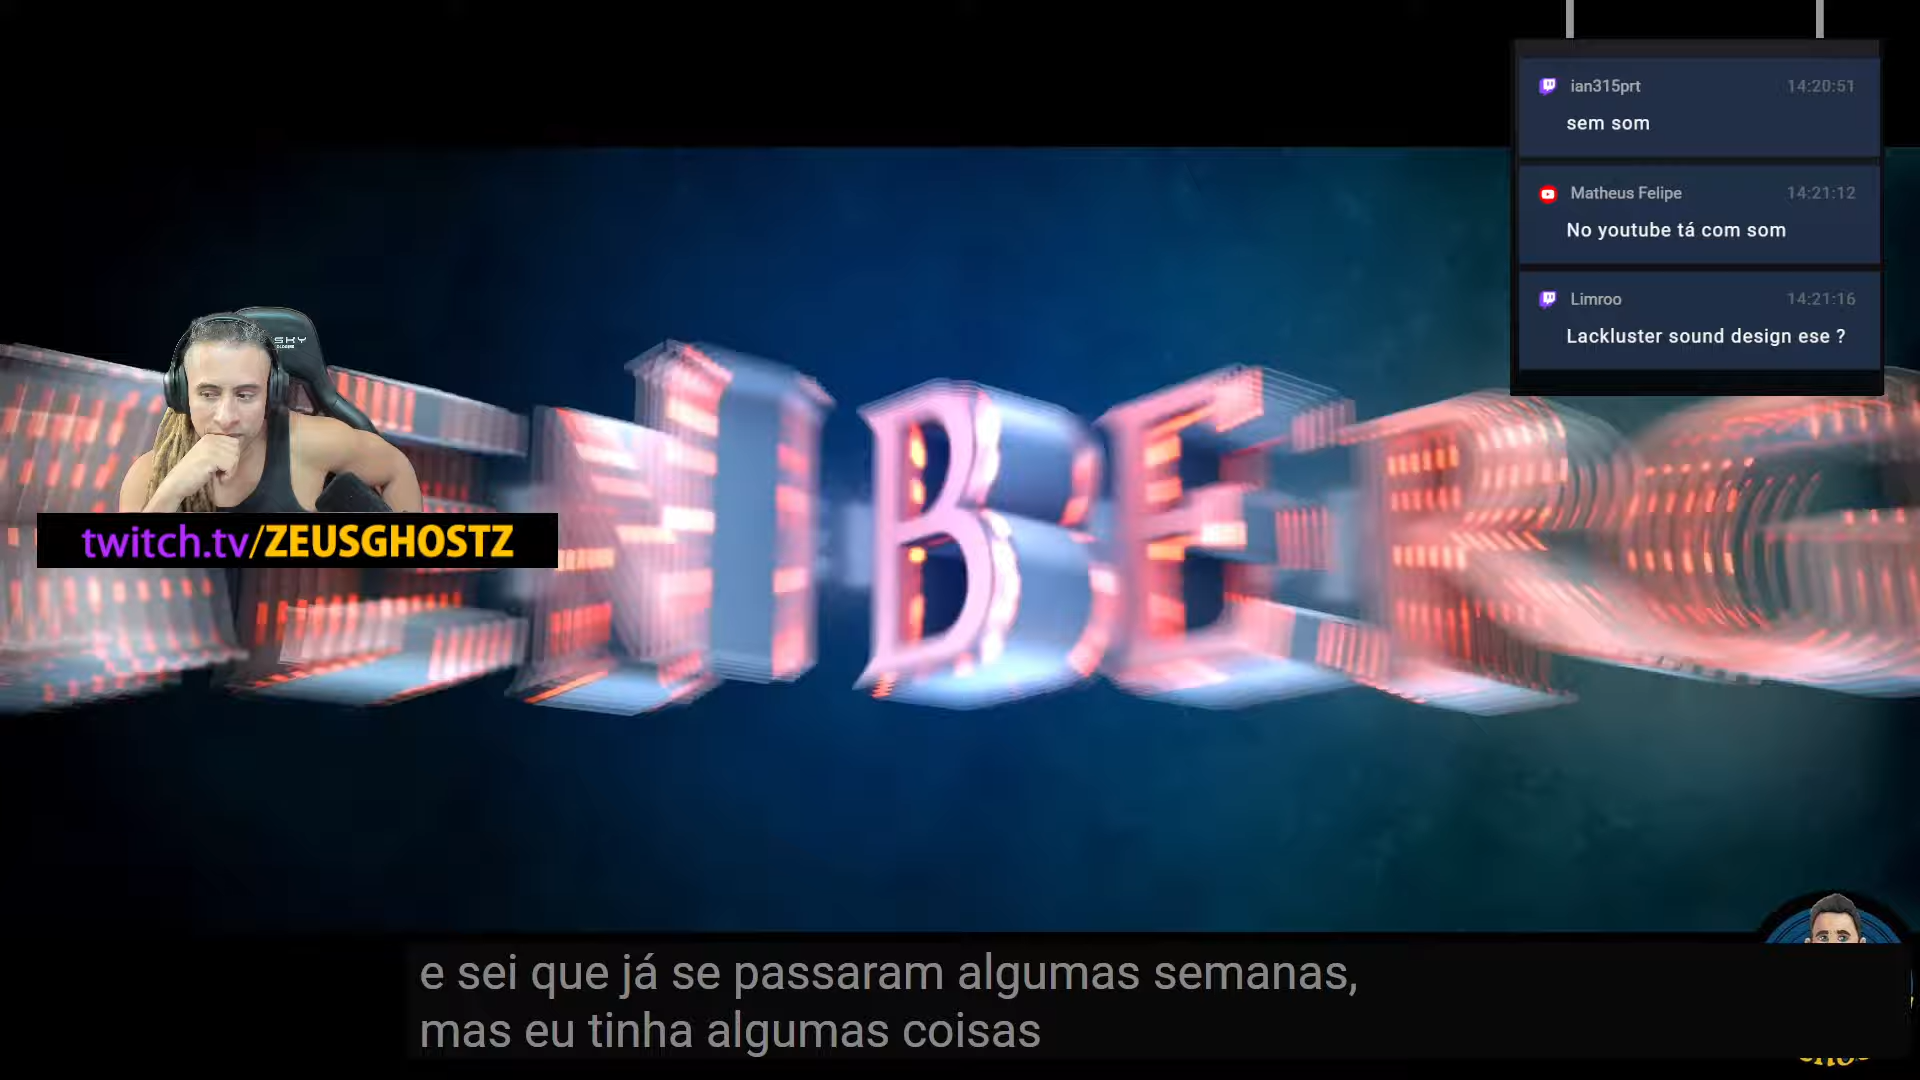 ian315prt 14:20:51
sem som
Matheus Felipe 14:21:12
No youtube tá com som
Limroo 14:21:16
Lackluster sound design ese ?
SKY
NIBERG
twitch.tv/ZEUSGHOSTZ
e sei que já se passaram algumas semanas,
mas eu tinha algumas coisas